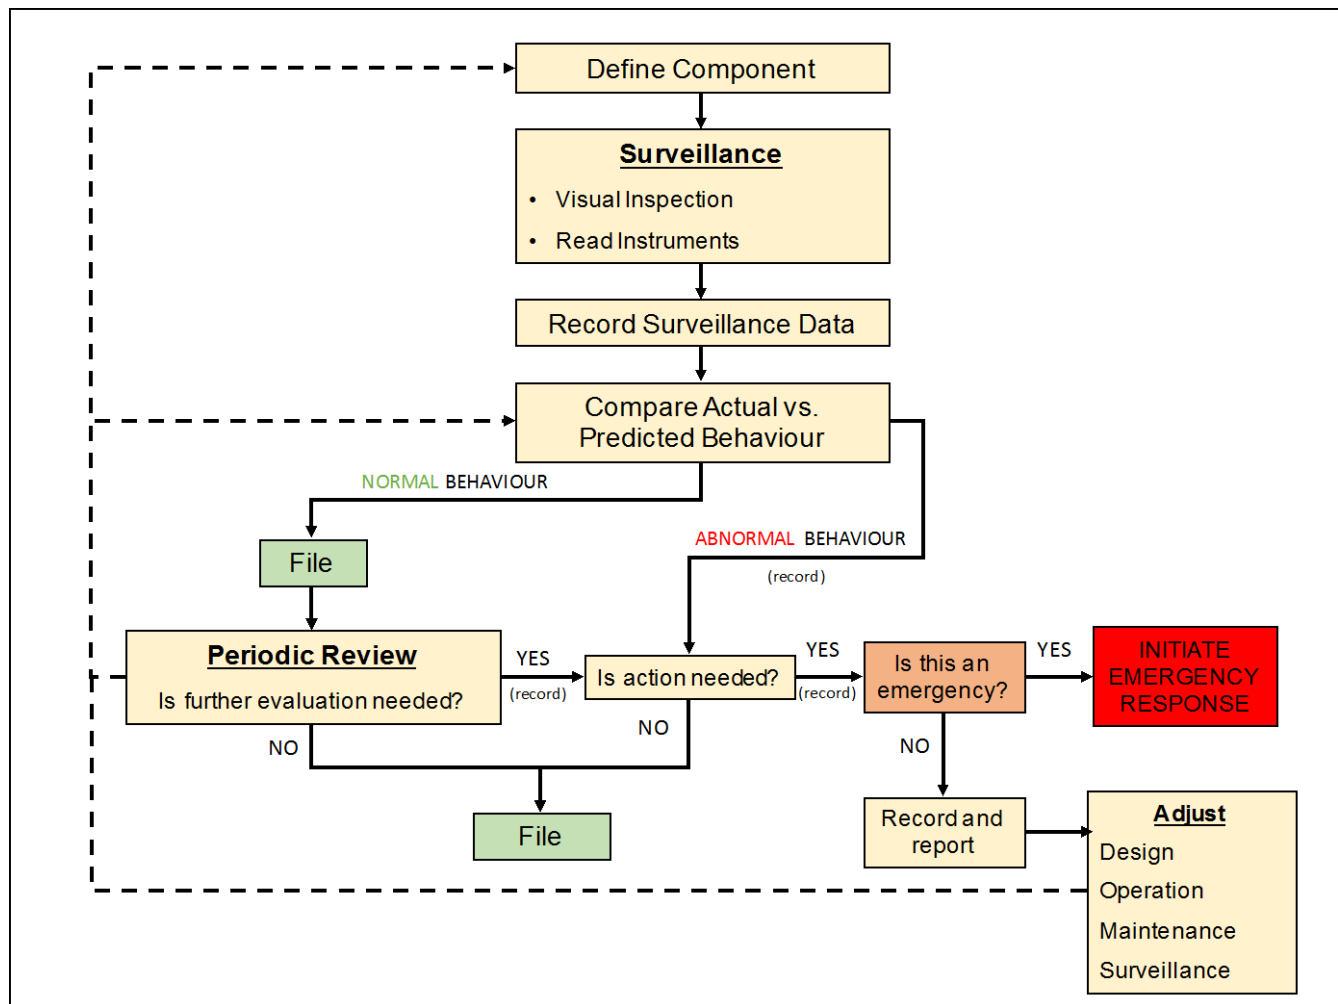 Define Component
Surveillance
• Visual Inspection
• Read Instruments
Record Surveillance Data
Compare Actual vs.
Predicted Behaviour
NORMAL BEHAVIOUR
ABNORMAL BEHAVIOUR
(record)
File
Periodic Review
Is further evaluation needed?
YES
(record)
Is action needed?
YES
(record)
Is this an
emergency?
YES
INITIATE
EMERGENCY
RESPONSE
NO
NO
NO
File
Record and
report
Adjust
Design
Operation
Maintenance
Surveillance